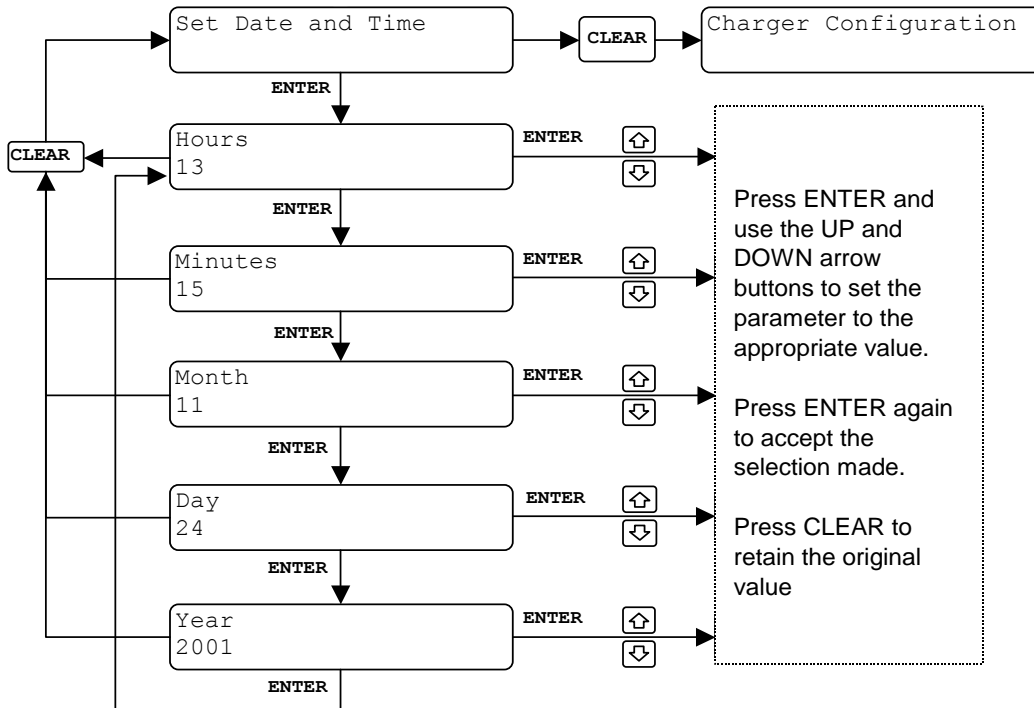 Set Date and Time
CLEAR
Charger Configuration
ENTER
CLEAR
Hours
13
ENTER
ENTER
Minutes
15
ENTER
ENTER
Month
11
ENTER
ENTER
Day
24
ENTER
ENTER
Year
2001
ENTER
ENTER
Press ENTER and
use the UP and
DOWN arrow
buttons to set the
parameter to the
appropriate value.
Press ENTER again
to accept the
selection made.
Press CLEAR to
retain the original
value